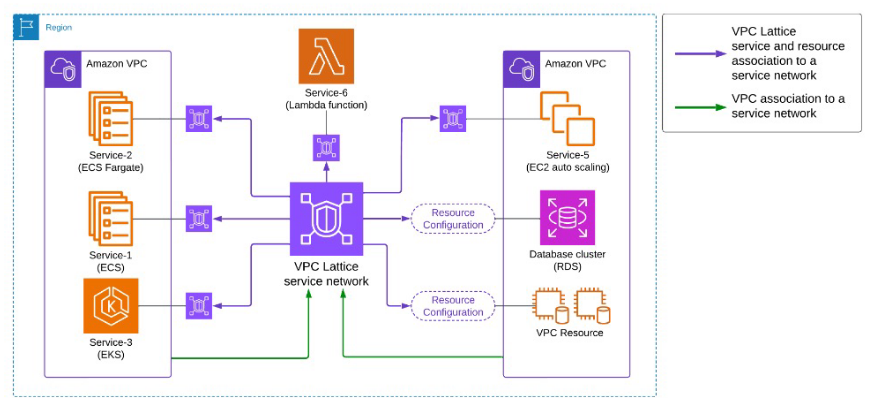 Region
Amazon VPC
Service-2
(ECS Fargate)
Service-1
(ECS)
Service-3
(EKS)
Service-6
(Lambda function)
VPC Lattice
service network
Resource
Configuration
Resource
Configuration
Amazon VPC
Service-5
(EC2 auto scaling)
Database cluster
(RDS)
VPC Resource
VPC Lattice
service and resource
association to a
service network
VPC association to a
service network